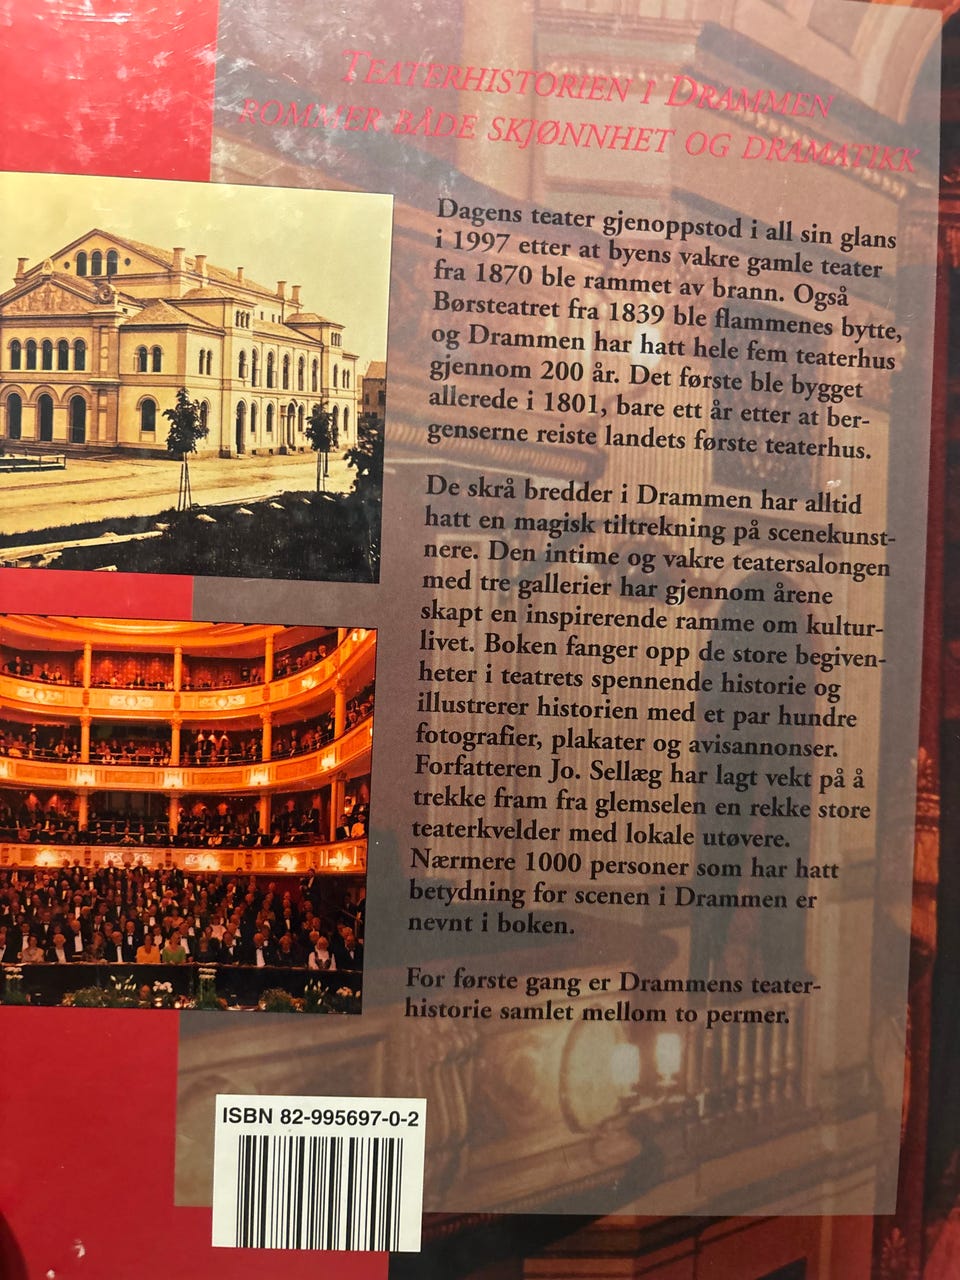 TEATERHISTORIEN I DRAMMEN
ROMMER BÅDE SKJØNNHET OG DRAMATIKK
Dagens teater gjenoppstod i all sin glans
i 1997 etter at byens vakre gamle teater
fra 1870 ble rammet av brann. Også
Børsteatret fra 1839 ble flammenes bytte,
og Drammen har hatt hele fem teaterhus
gjennom 200 år. Det første ble bygget
allerede i 1801, bare ett år etter at ber-
genserne reiste landets første teaterhus.
De skrå bredder i Drammen har alltid
hatt en magisk tiltrekning på scenekunst-
nere. Den intime og vakre teatersalongen
med tre gallerier har gjennom årene
skapt en inspirerende ramme om kultur-
livet. Boken fanger opp de store begiven-
heter i teatrets spennende historie og
illustrerer historien med et par hundre
fotografier, plakater og avisannonser.
Forfatteren Jo. Sellæg har lagt vekt på å
trekke fram fra glemselen en rekke store
teaterkvelder med lokale utøvere.
Nærmere 1000 personer som har hatt
betydning for scenen i Drammen er
nevnt i boken.
For første gang er Drammens teater-
historie samlet mellom to permer.
ISBN 82-995697-0-2